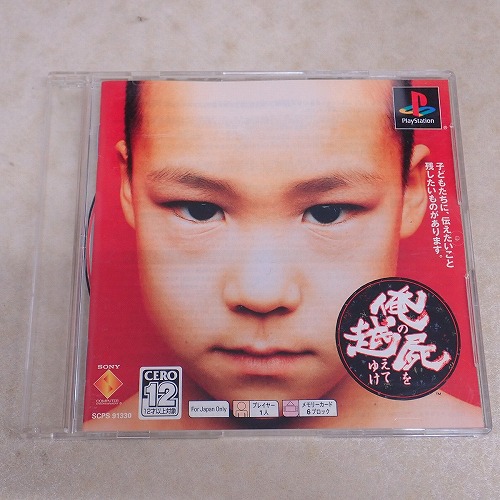 PlayStation
子どもたちに、伝えたいこと
残したいものがあります。
俺の屍を
越えてゆけ
TM
SONY
COMPUTER
ENTERTAINMENT
SCPS 91330
CERO
12
12才以上対象
For Japan Only
プレイヤー
1人
メモリーカード
6ブロック